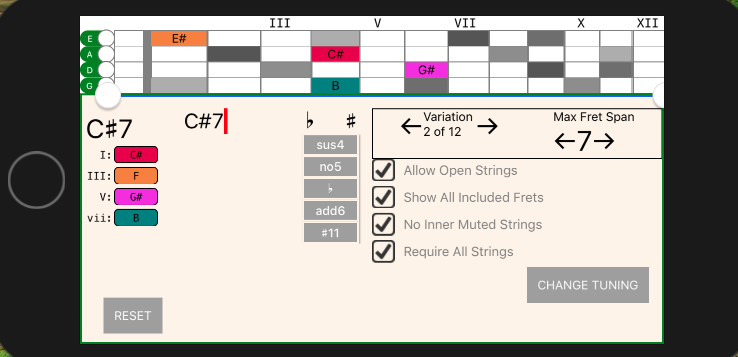 III V VII X XII
E E#
A C#
D G#
G B
C♯7 C#7 ♭ ♯
Variation
2 of 12
Max Fret Span
←7→
I: C#
III: F
V: G#
vii: B
sus4
no5
♭
add6
♯11
Allow Open Strings
Show All Included Frets
No Inner Muted Strings
Require All Strings
CHANGE TUNING
RESET